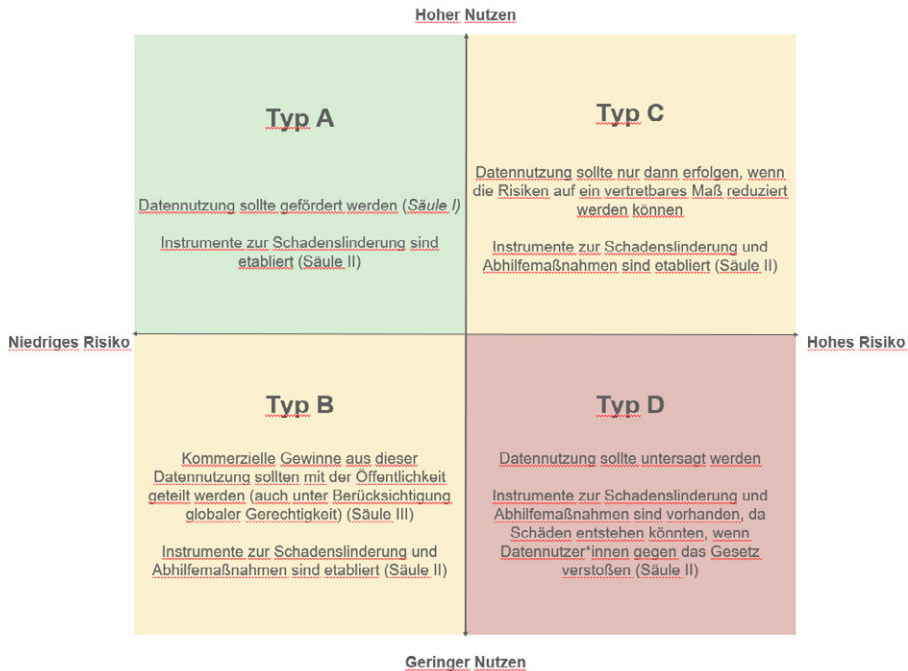 Hoher Nutzen
Typ A
Datennutzung sollte gefördert werden (Säule I)
Instrumente zur Schadenslinderung sind
etabliert (Säule II)
Typ C
Datennutzung sollte nur dann erfolgen, wenn
die Risiken auf ein vertretbares Maß reduziert
werden können
Instrumente zur Schadenslinderung und
Abhilfemaßnahmen sind etabliert (Säule II)
Niedriges Risiko
Hohes Risiko
Typ B
Kommerzielle Gewinne aus dieser
Datennutzung sollten mit der Öffentlichkeit
geteilt werden (auch unter Berücksichtigung
globaler Gerechtigkeit) (Säule III)
Instrumente zur Schadenslinderung und
Abhilfemaßnahmen sind etabliert (Säule II)
Typ D
Datennutzung sollte untersagt werden
Instrumente zur Schadenslinderung und
Abhilfemaßnahmen sind vorhanden, da
Schäden entstehen könnten, wenn
Datennutzer*innen gegen das Gesetz
verstoßen (Säule II)
Geringer Nutzen